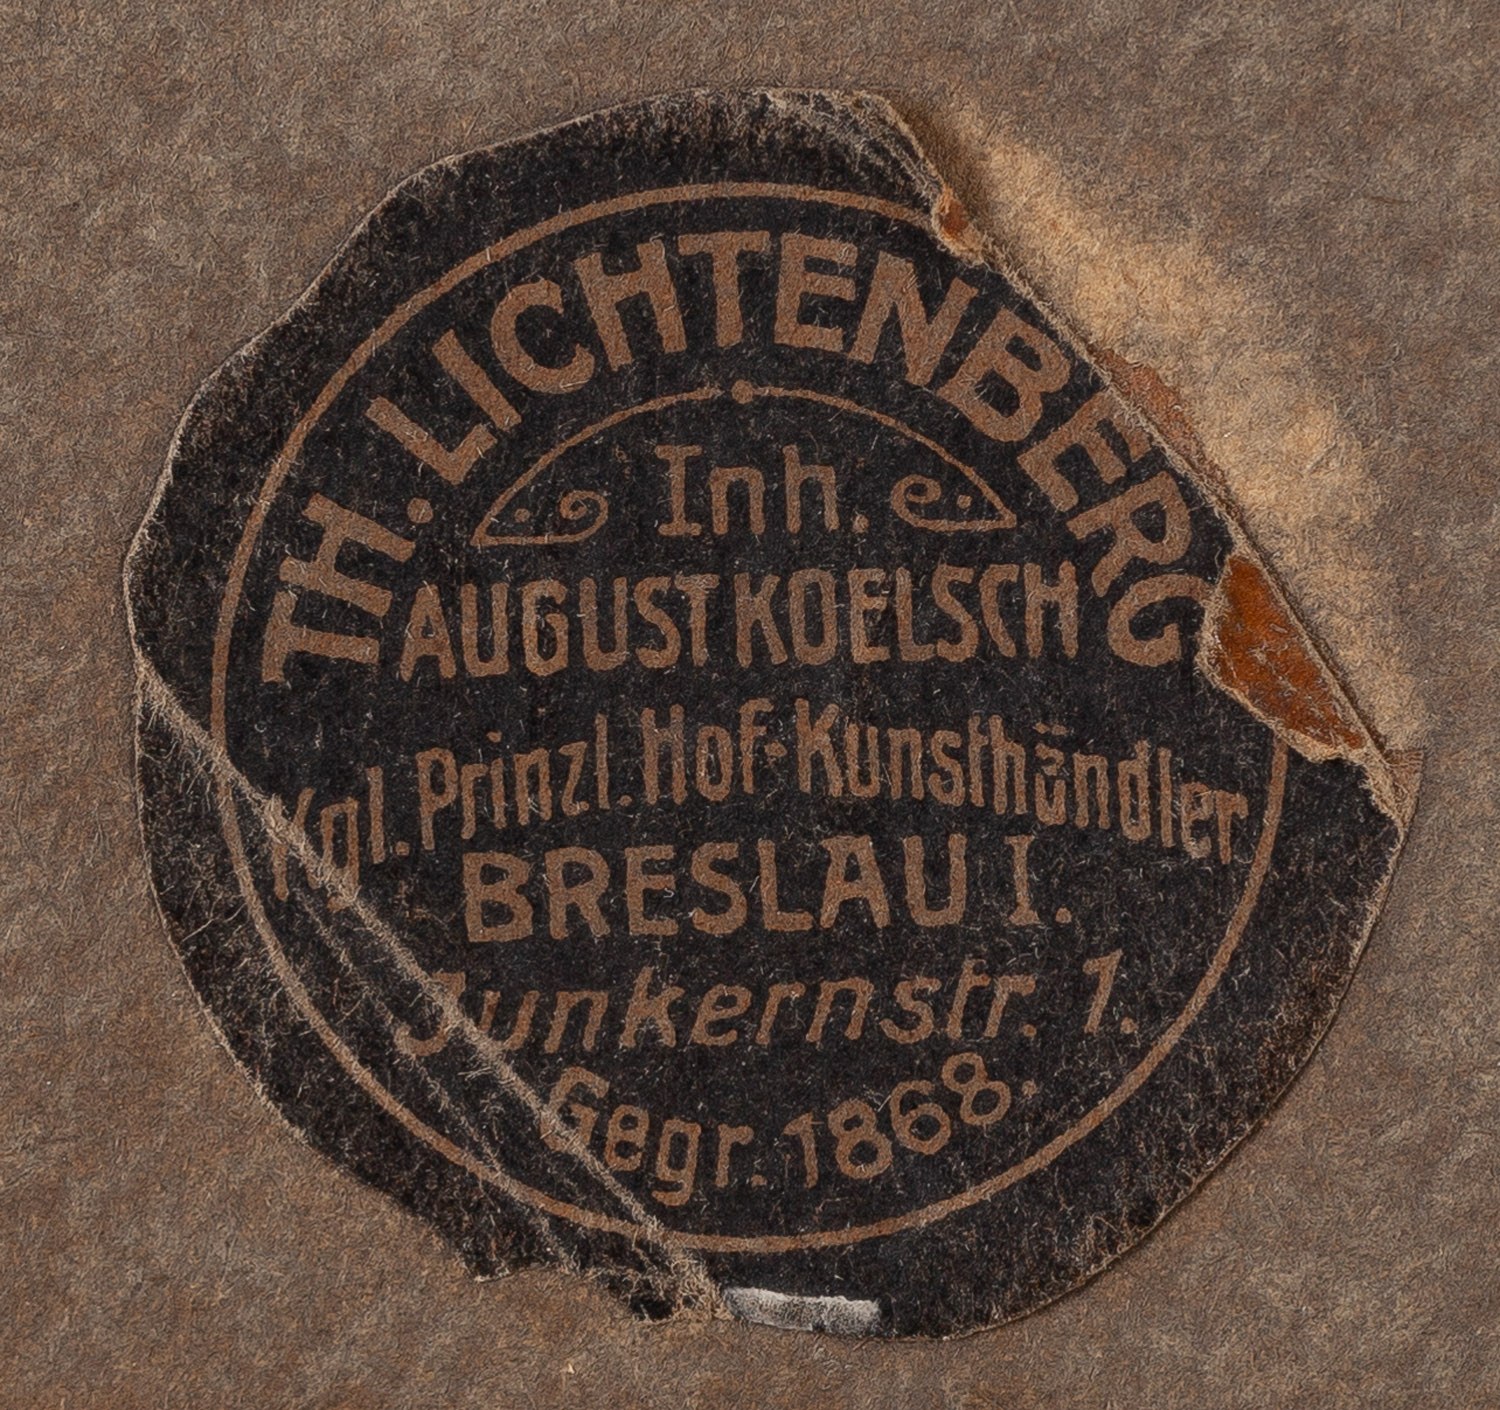 TH. LICHTENBERG
Inh.
AUGUST KOELSCH
Kgl. Prinzl. Hof-Kunsthändler
BRESLAU I.
Junkernstr. 1.
Gegr. 1868.